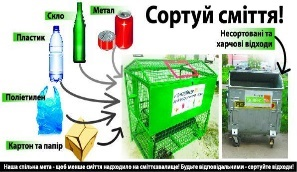 Сортуй сміття!
Скло
Метал
Пластик
Поліетилен
Картон та папір
Несортовані та
харчові відходи
Наша спільна мета - щоб менше сміття надходило на сміттєзвалище! Будьте відповідальними - сортуйте відходи!